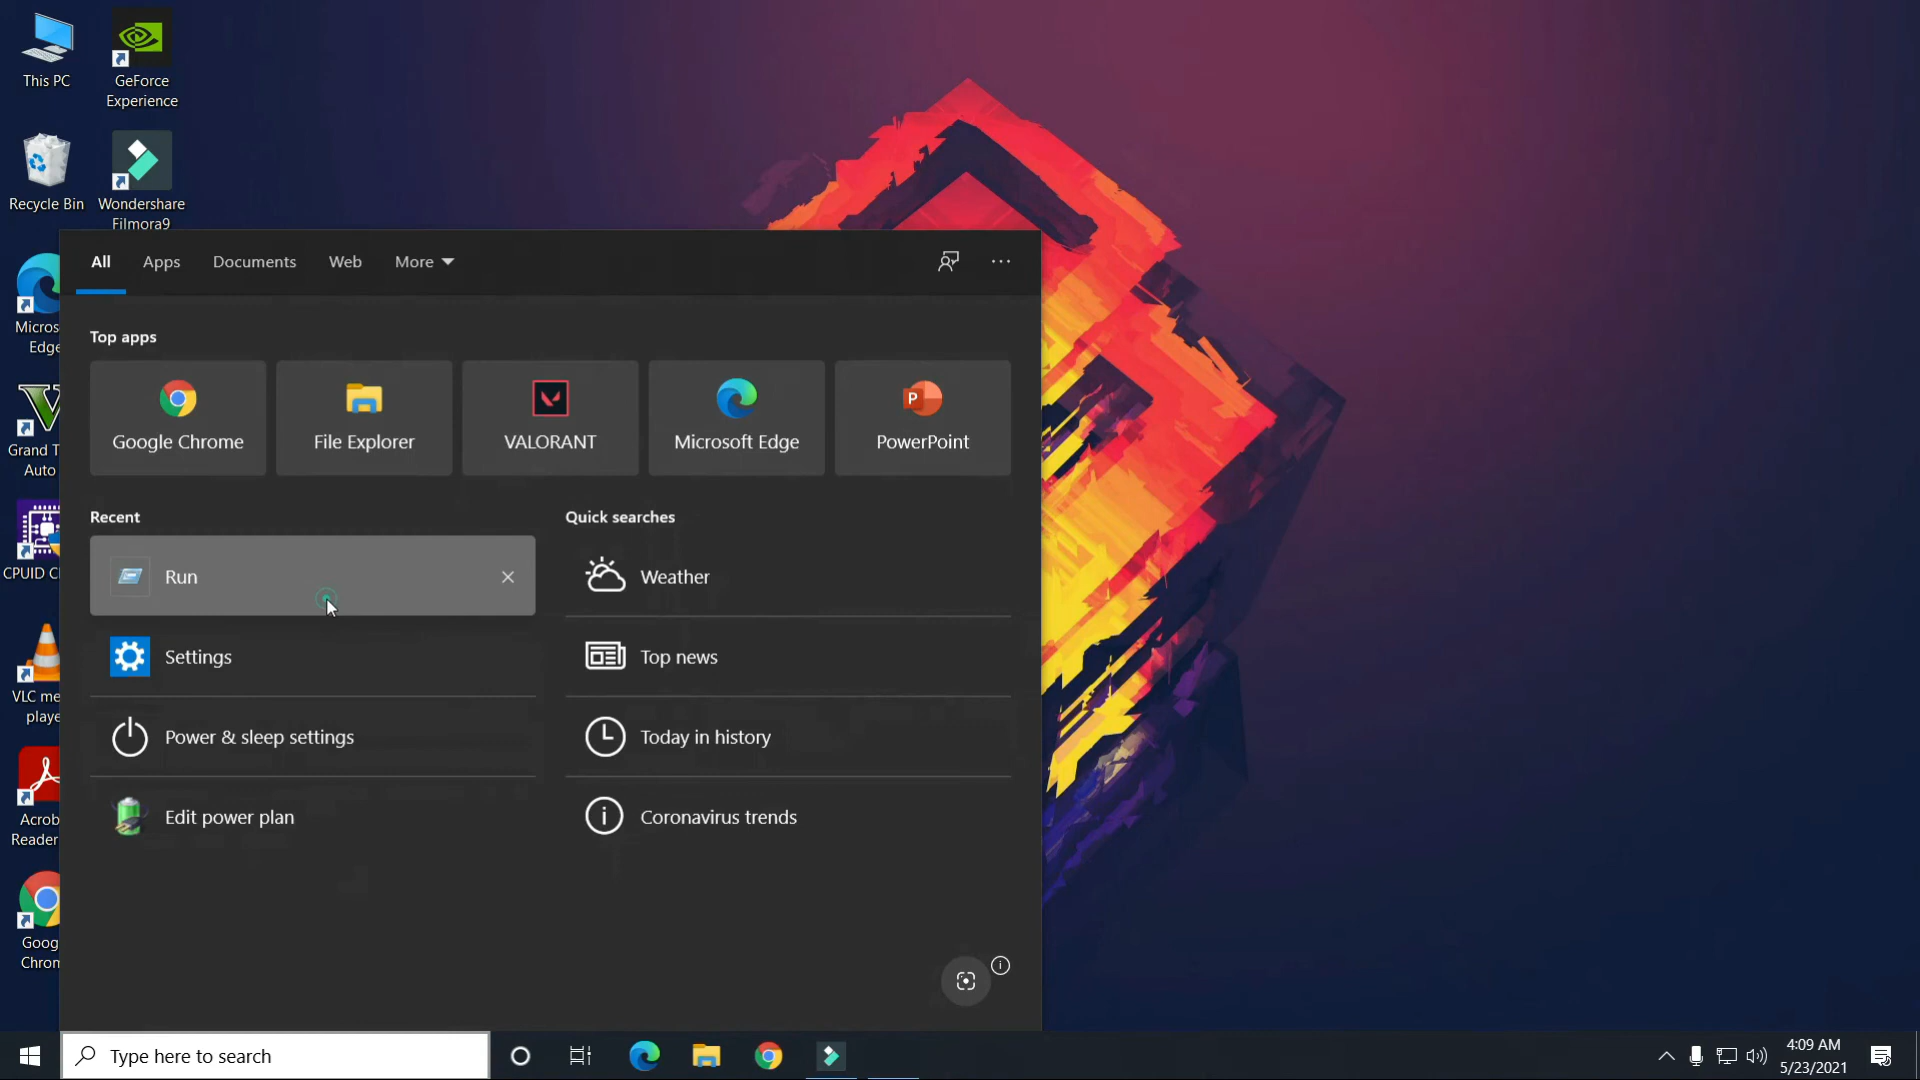 This PC
GeForce
Experience
Recycle Bin
Wondershare
Filmora9
Micros
Edge
Grand T
Auto
CPUID C
VLC me
playe
Acrob
Reader
Goog
Chrom
All
Apps
Documents
Web
More
Top apps
Google Chrome
File Explorer
VALORANT
Microsoft Edge
PowerPoint
Recent
Quick searches
Run
Weather
Settings
Top news
Power & sleep settings
Today in history
Edit power plan
Coronavirus trends
Type here to search
4:09 AM
5/23/2021